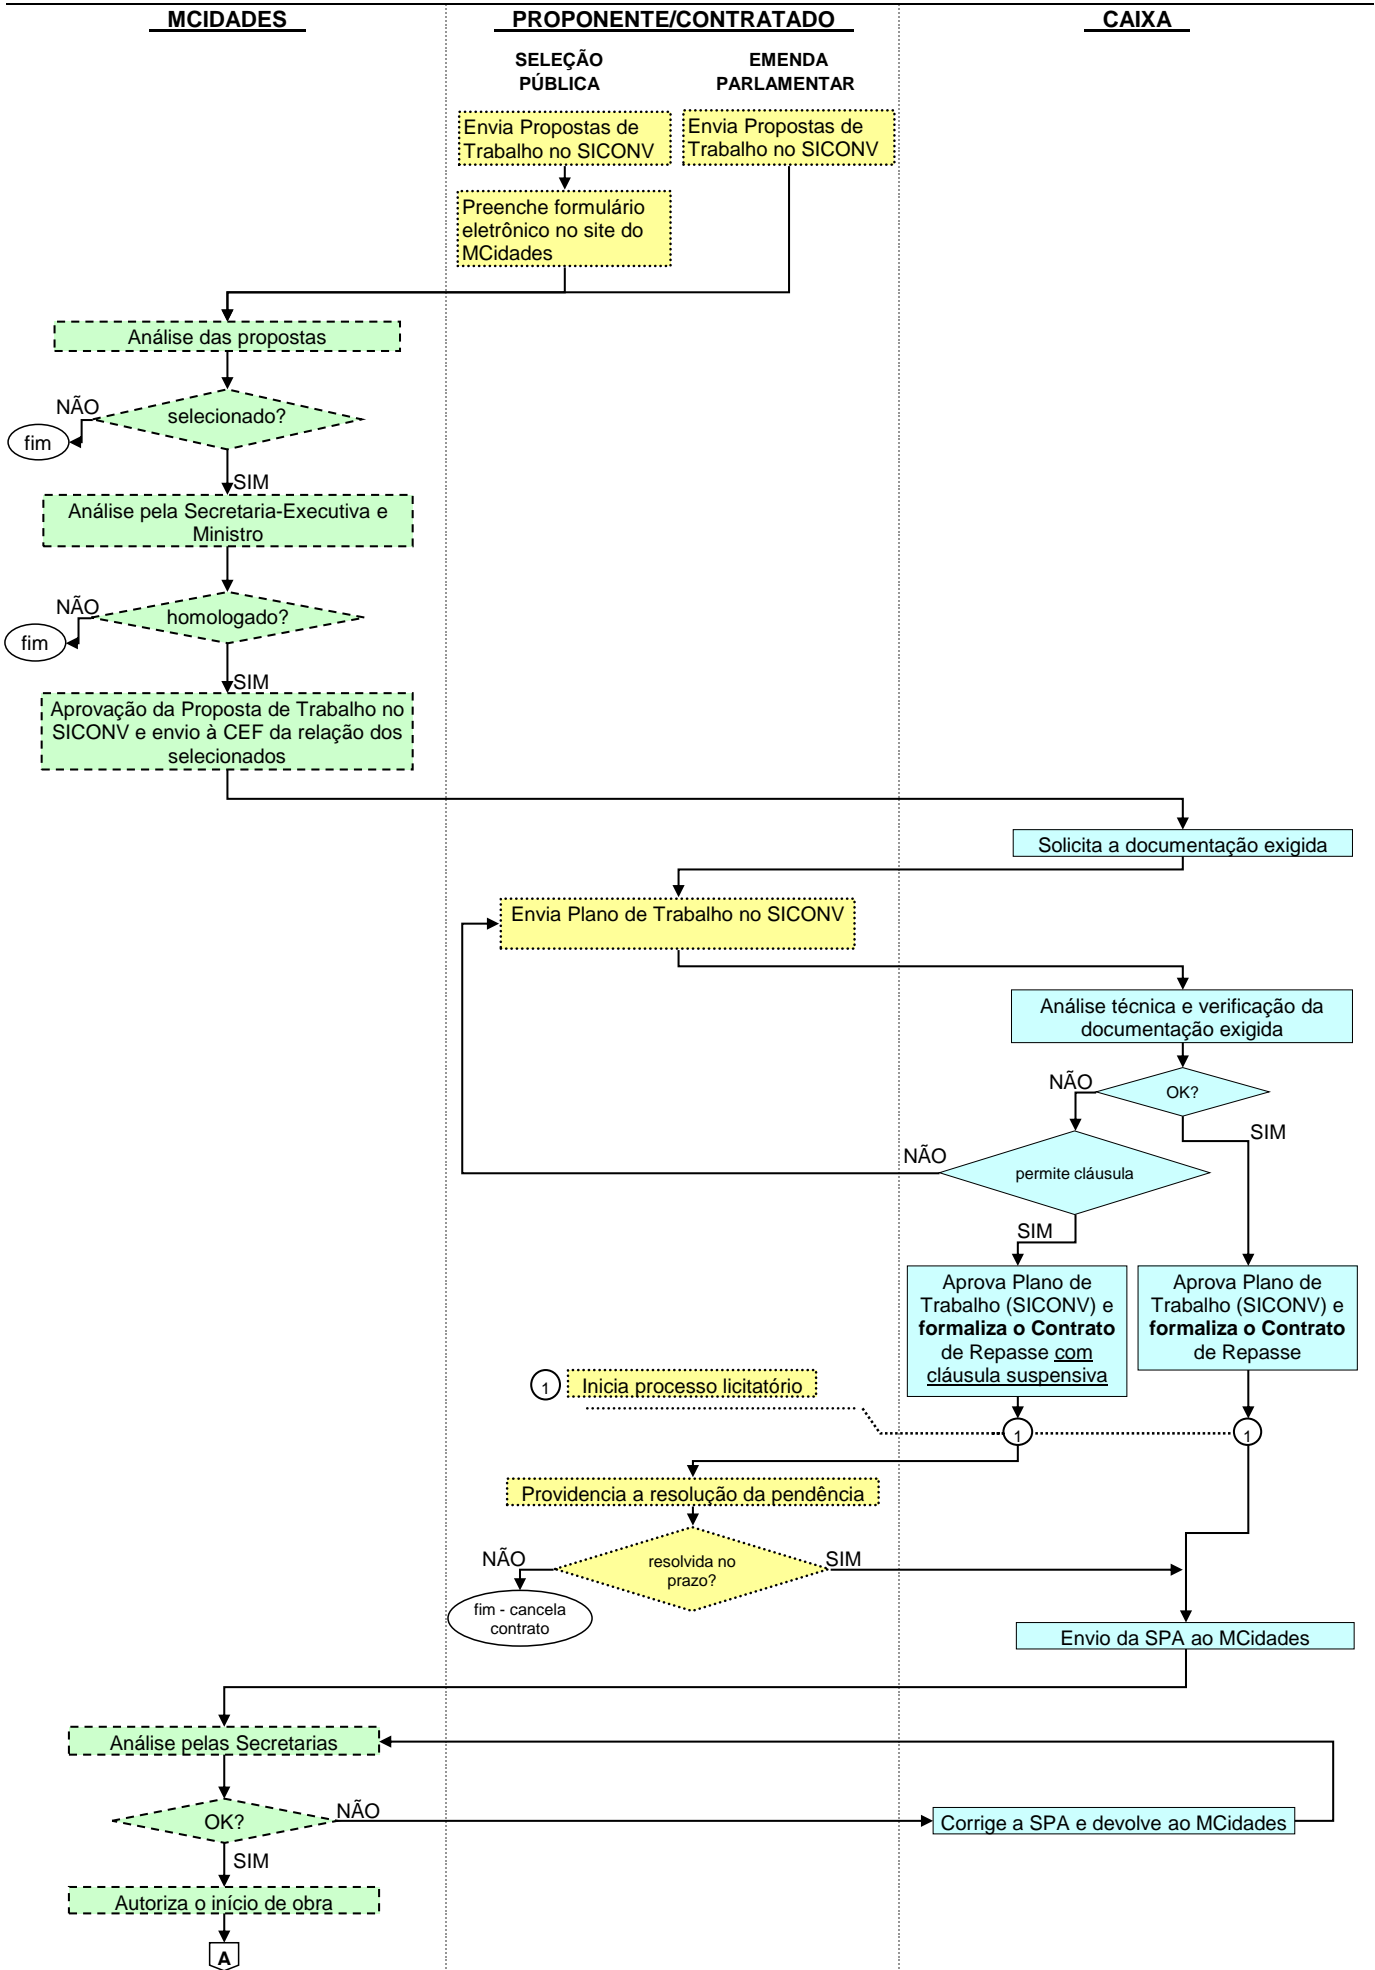 MCIDADES
PROPONENTE/CONTRATADO
CAIXA
SELEÇÃO
PÚBLICA
EMENDA
PARLAMENTAR
Envia Propostas de
Trabalho no SICONV
Envia Propostas de
Trabalho no SICONV
Preenche formulário
eletrônico no site do
MCidades
Análise das propostas
NÃO
selecionado?
fim
SIM
Análise pela Secretaria-Executiva e
Ministro
NÃO
homologado?
fim
SIM
Aprovação da Proposta de Trabalho no
SICONV e envio à CEF da relação dos
selecionados
Solicita a documentação exigida
Envia Plano de Trabalho no SICONV
Análise técnica e verificação da
documentação exigida
NÃO
OK?
SIM
NÃO
permite cláusula
SIM
Aprova Plano de
Trabalho (SICONV) e
formaliza o Contrato
de Repasse com
cláusula suspensiva
Aprova Plano de
Trabalho (SICONV) e
formaliza o Contrato
de Repasse
1
Inicia processo licitatório
1
1
Providencia a resolução da pendência
NÃO
resolvida no
prazo?
SIM
fim - cancela
contrato
Envio da SPA ao MCidades
Análise pelas Secretarias
OK?
NÃO
Corrige a SPA e devolve ao MCidades
SIM
Autoriza o início de obra
A